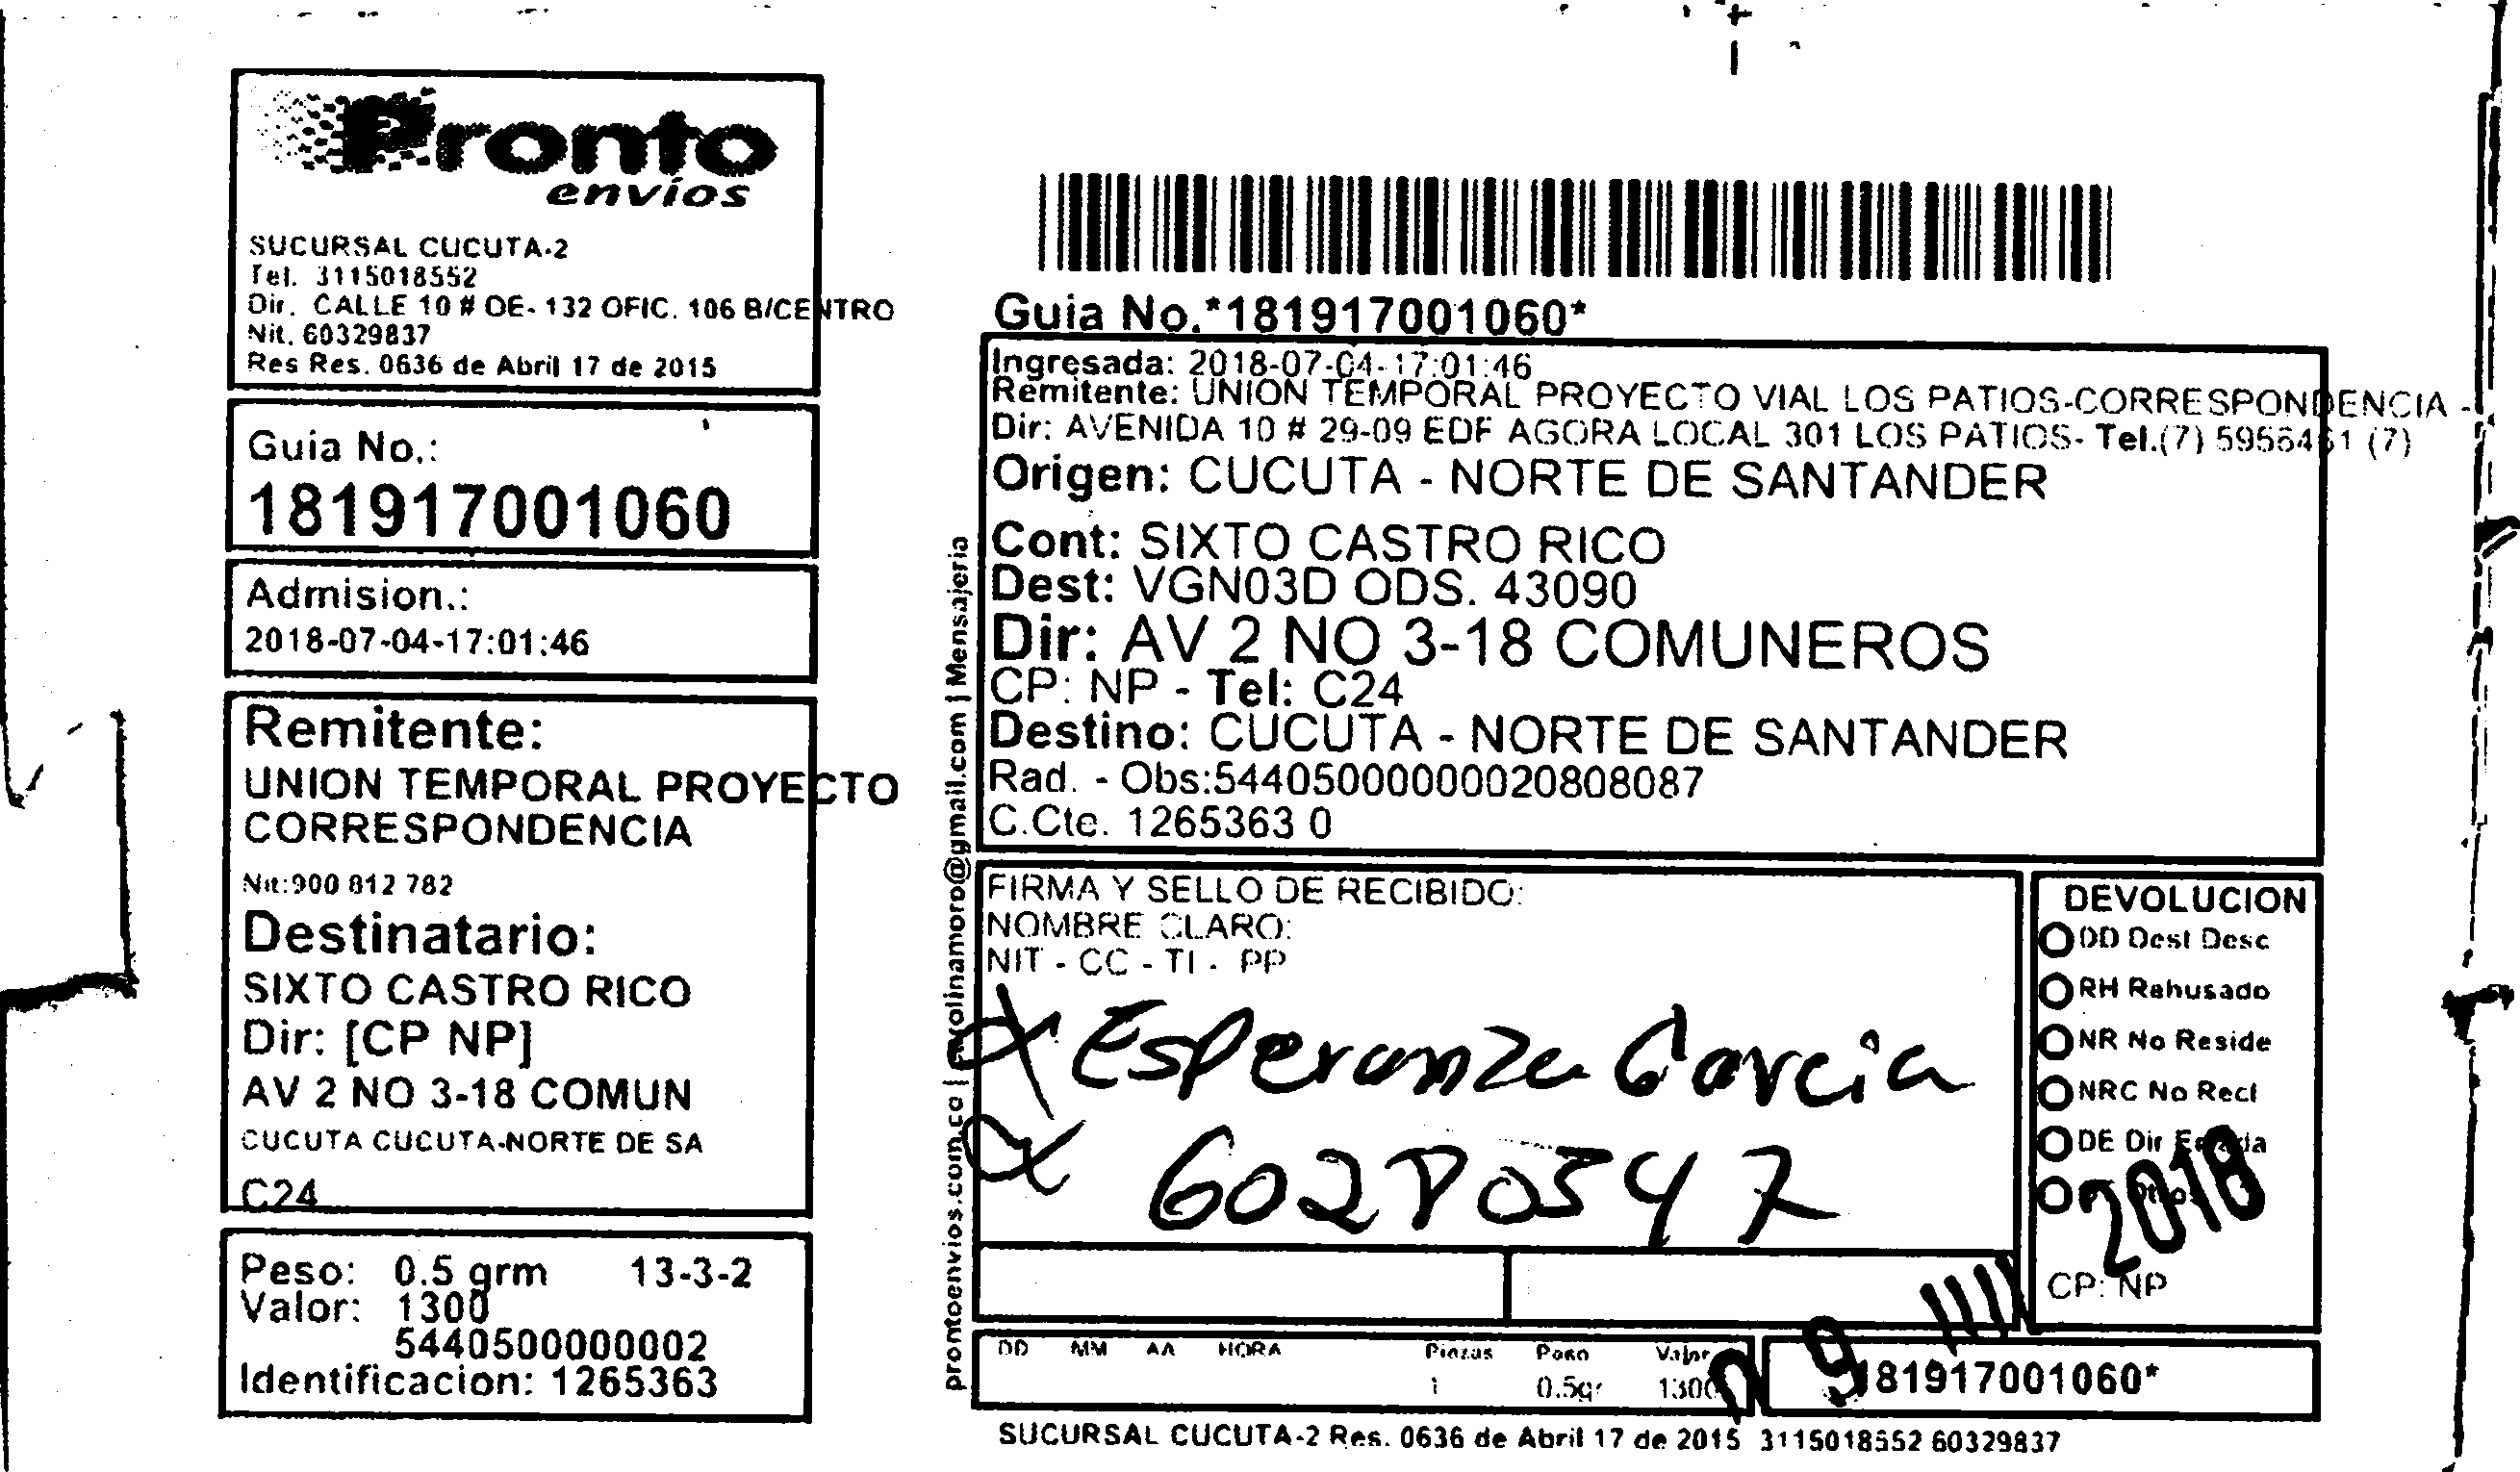 Pronto
envíos
SUCURSAL CUCUTA-2
Tel. 3115018552
Dir. CALLE 10 # OE- 132 OFIC. 106 B/CENTRO
Nit. 60329837
Res Res. 0636 de Abril 17 de 2015
Guia No.:
181917001060
Admision.:
2018-07-04-17:01:46
Remitente:
UNION TEMPORAL PROYECTO
CORRESPONDENCIA
Nit:900 812 782
Destinatario:
SIXTO CASTRO RICO
Dir: [CP NP]
AV 2 NO 3-18 COMUN
CUCUTA CUCUTA-NORTE DE SA
C24
Peso: 0.5 grm 13-3-2
Valor: 1300
5440500000002
Identificacion: 1265363
Guia No.*181917001060*
Ingresada: 2018-07-04-17:01:46
Remitente: UNION TEMPORAL PROYECTO VIAL LOS PATIOS-CORRESPONDENCIA -
Dir: AVENIDA 10 # 29-09 EDF AGORA LOCAL 301 LOS PATIOS- Tel.(7) 5956461 (7)
Origen: CUCUTA - NORTE DE SANTANDER
Cont: SIXTO CASTRO RICO
Dest: VGN03D ODS. 43090
Dir: AV 2 NO 3-18 COMUNEROS
CP: NP - Tel: C24
Destino: CUCUTA - NORTE DE SANTANDER
Rad. - Obs:544050000000020808087
C.Cte. 1265363 0
prontoenvios.com.co | | Mensajeria
FIRMA Y SELLO DE RECIBIDO:
NOMBRE CLARO:
NIT - CC - TI - PP
Esperanza Garcia
60280547
DEVOLUCION
DD Dest Desc
RH Rehusado
NR No Reside
NRC No Recl
DE Dir
2018
CP: NP
DD MM AA HORA Piezas Peso Valor
1 0.5gr 1300
09
181917001060*
SUCURSAL CUCUTA-2 Res. 0636 de Abril 17 de 2015 3115018552 60329837